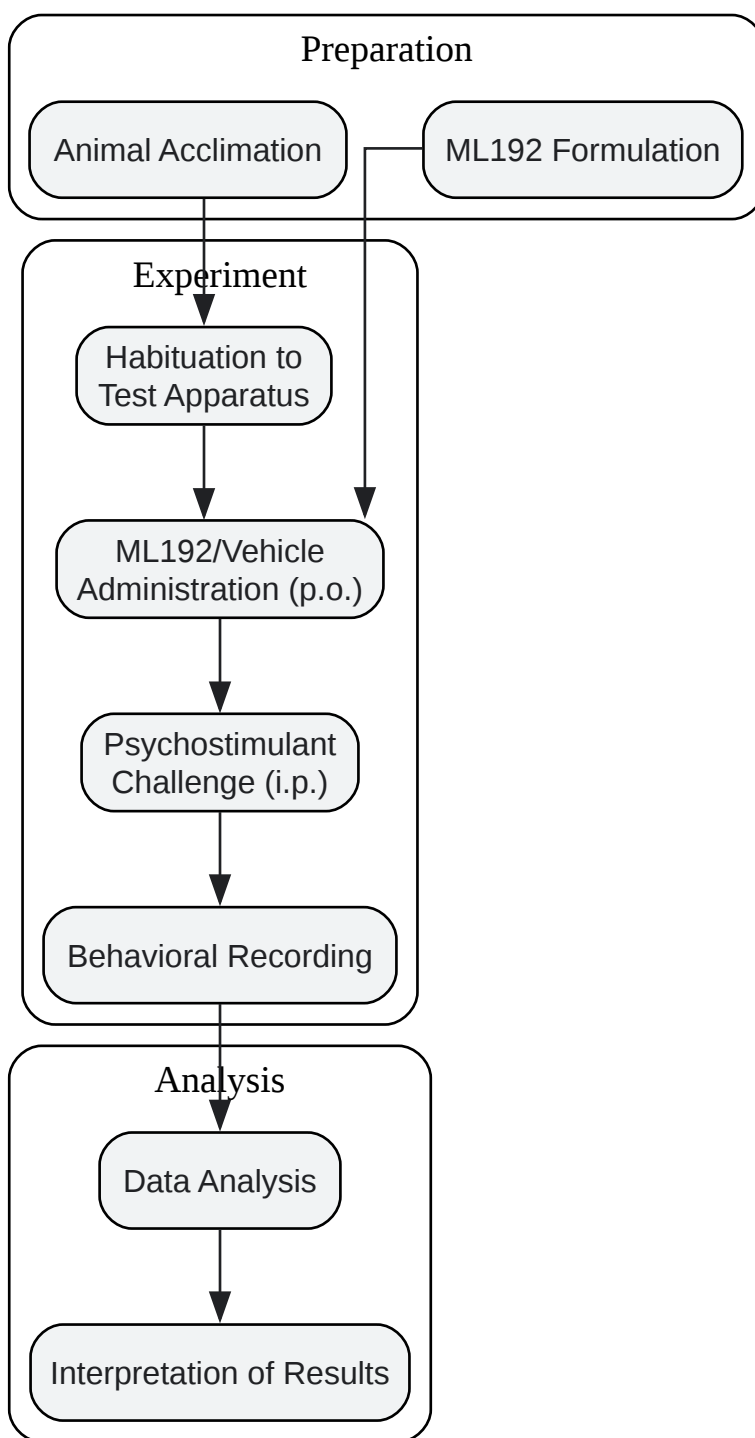 Preparation
Animal Acclimation
ML192 Formulation
Experiment
Habituation to
Test Apparatus
ML192/Vehicle
Administration (p.o.)
Psychostimulant
Challenge (i.p.)
Behavioral Recording
Analysis
Data Analysis
Interpretation of Results